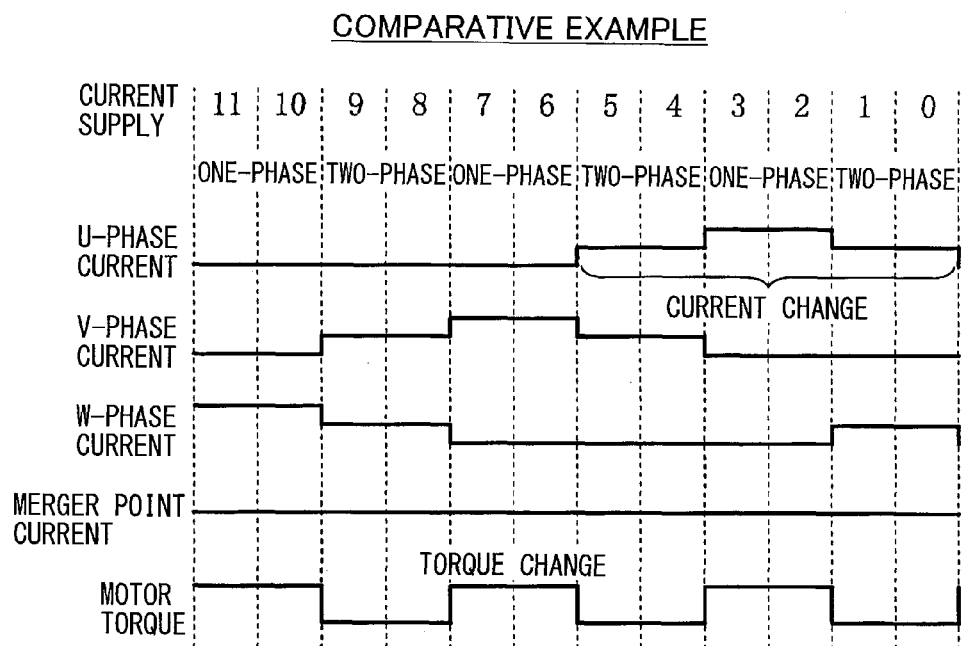 COMPARATIVE EXAMPLE
CURRENT SUPPLY 11 10 9 8 7 6 5 4 3 2 1 0
ONE-PHASE TWO-PHASE ONE-PHASE TWO-PHASE ONE-PHASE TWO-PHASE
U-PHASE
CURRENT
CURRENT CHANGE
V-PHASE
CURRENT
W-PHASE
CURRENT
MERGER POINT
CURRENT
TORQUE CHANGE
MOTOR
TORQUE